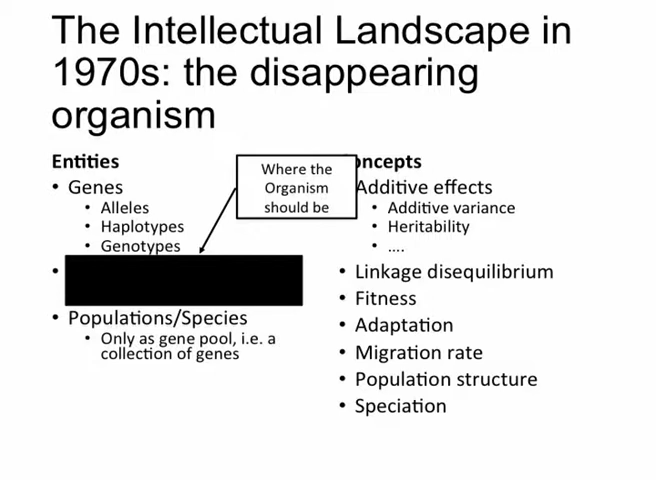 The Intellectual Landscape in
1970s: the disappearing
organism
Entities
• Genes
• Alleles
• Haplotypes
• Genotypes
•
• Populations/Species
• Only as gene pool, i.e. a
collection of genes
Where the
Organism
should be
oncepts
Additive effects
• Additive variance
• Heritability
• ....
• Linkage disequilibrium
• Fitness
• Adaptation
• Migration rate
• Population structure
• Speciation